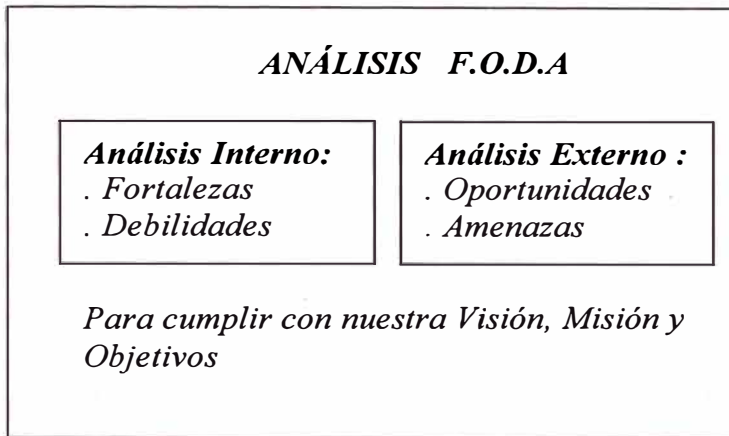 ANÁLISIS F.O.D.A
Análisis Interno:
. Fortalezas
. Debilidades
Análisis Externo :
. Oportunidades
. Amenazas
Para cumplir con nuestra Visión, Misión y
Objetivos